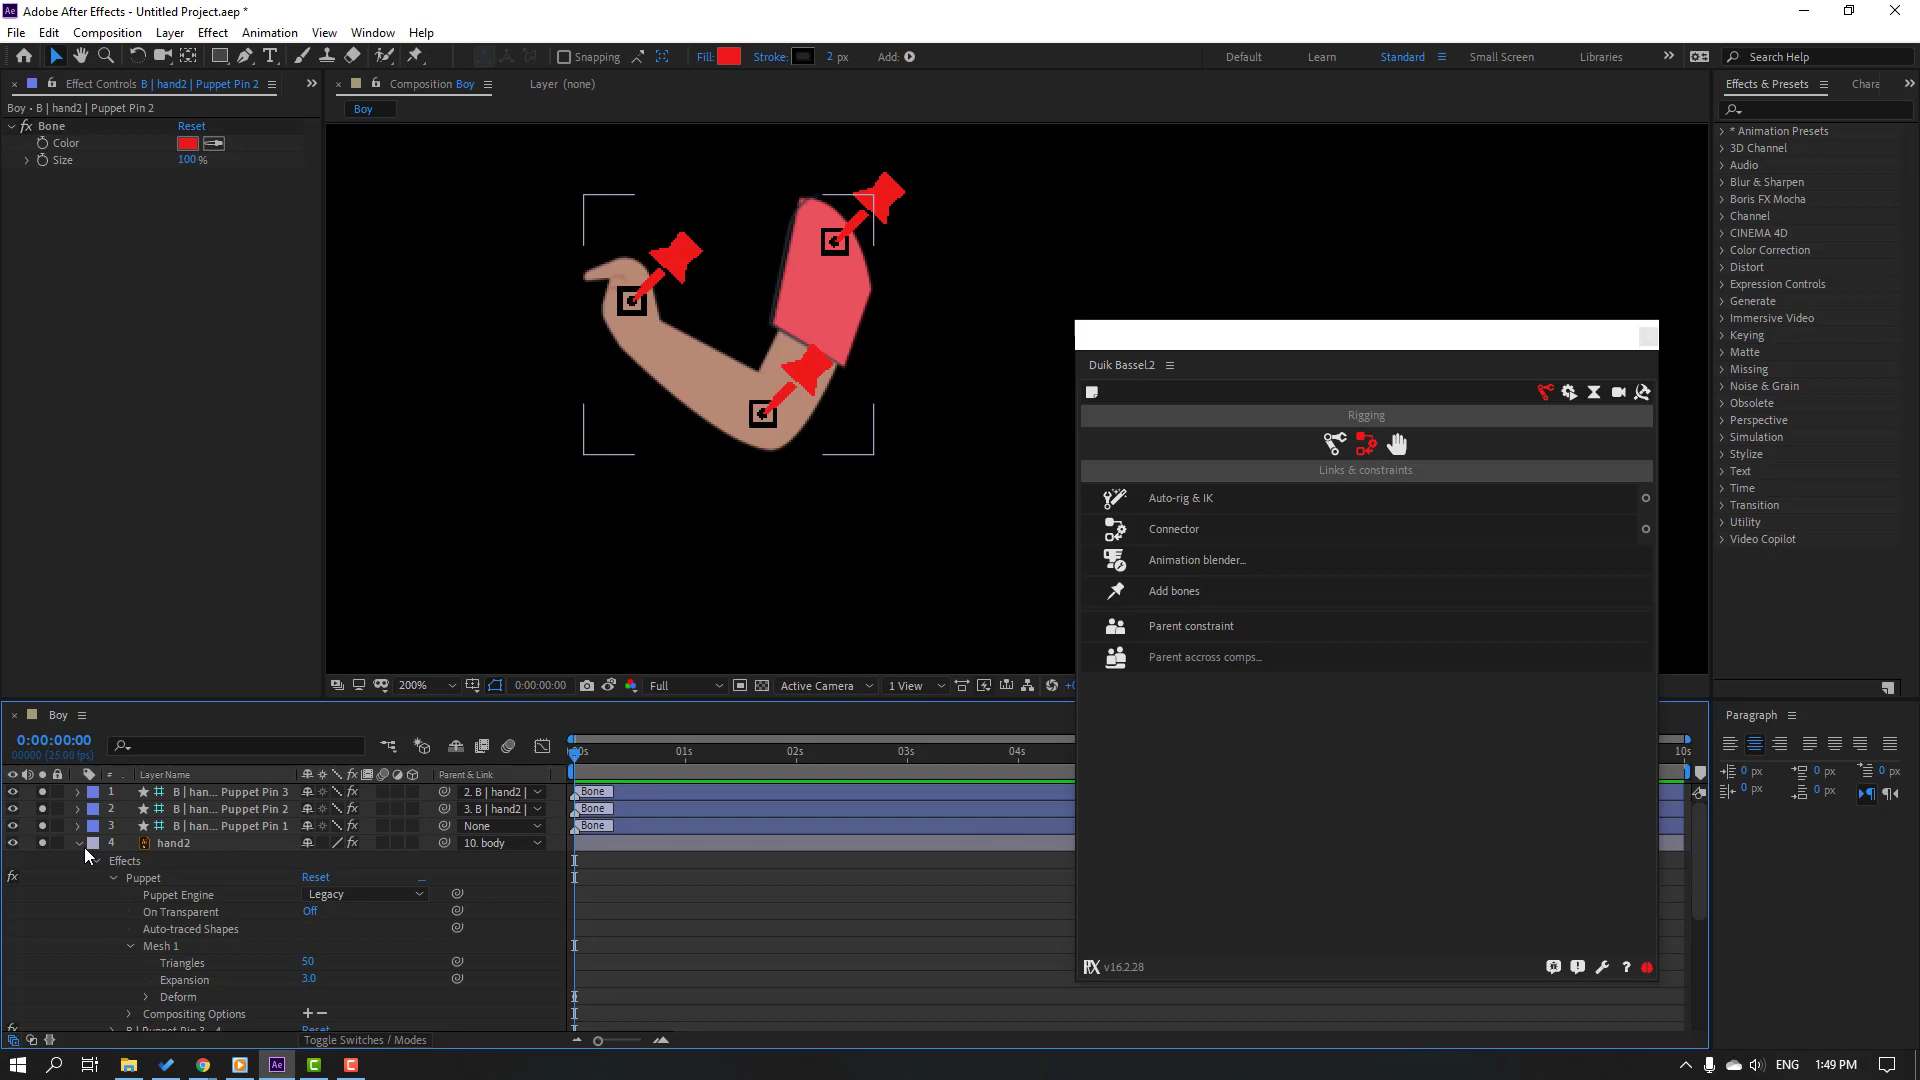 Adobe After Effects - Untitled Project.aep *
File Edit Composition Layer Effect Animation View Window Help
Snapping
Fill: Stroke: 2 px Add:
Default Learn Standard Small Screen Libraries
Search Help
Effect Controls B | hand2 | Puppet Pin 2
Composition Boy
Layer (none)
Effects & Presets
Boy • B | hand2 | Puppet Pin 2
Boy
Bone Reset
Color
Size 100 %
* Animation Presets
3D Channel
Audio
Blur & Sharpen
Boris FX Mocha
Channel
CINEMA 4D
Color Correction
Distort
Expression Controls
Generate
Immersive Video
Keying
Matte
Missing
Noise & Grain
Obsolete
Perspective
Simulation
Stylize
Text
Time
Transition
Utility
Video Copilot
Duik Bassel.2
Rigging
Links & constraints
Auto-rig & IK
Connector
Animation blender...
Add bones
Parent constraint
Parent accross comps...
v16.2.28
200% 0:00:00:00 Full Active Camera 1 View
Boy
0:00:00:00
00000 (25.00 fps)
01s 02s 03s 04s 10s
# Layer Name Parent & Link
1 B | han... Puppet Pin 3 2. B | hand2 | Bone
2 B | han... Puppet Pin 2 3. B | hand2 | Bone
3 B | han... Puppet Pin 1 None Bone
4 hand2 10. body
Effects
Puppet Reset
Puppet Engine Legacy
On Transparent Off
Auto-traced Shapes
Mesh 1
Triangles 50
Expansion 3.0
Deform
Compositing Options
Toggle Switches / Modes
Paragraph
0 px 0 px 0 px
0 px 0 px
ENG 1:49 PM